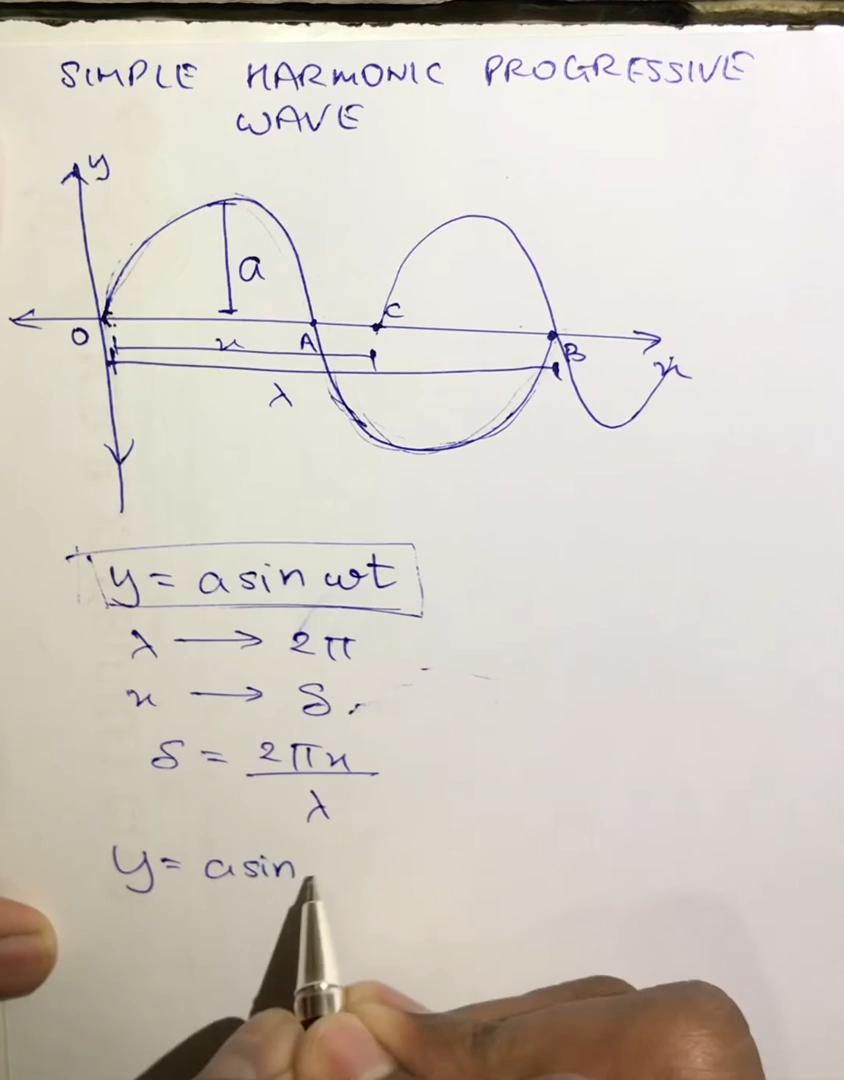 SIMPLE HARMONIC PROGRESSIVE
WAVE
y
a
C
O
x
A
B
x
λ
y = a sin ωt
λ → 2π
x → δ.
δ = 2πx
λ
y = a sin